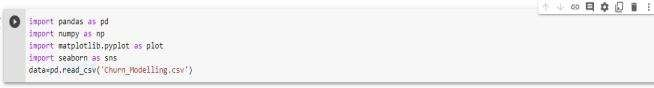 import pandas as pd
import numpy as np
import matplotlib.pyplot as plot
import seaborn as sns
data=pd.read_csv('Churn_Modelling.csv')